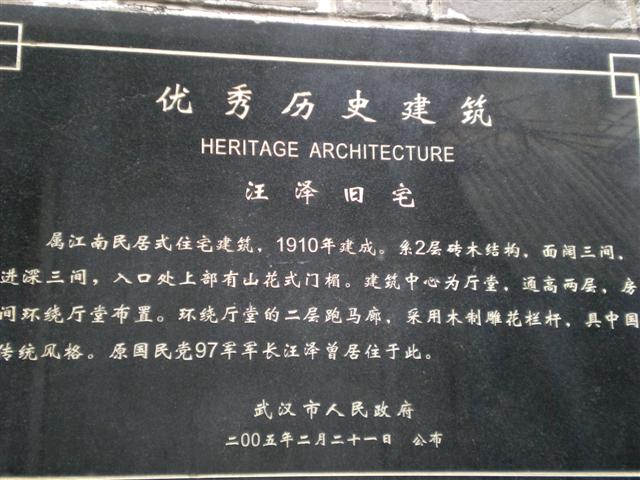 优秀历史建筑
HERITAGE ARCHITECTURE
汪泽旧宅
属江南民居式住宅建筑，1910年建成。系2层砖木结构，面阔三间，
进深三间，入口处上部有山花式门楣。建筑中心为厅堂，通高两层，房
间环绕厅堂布置。环绕厅堂的二层跑马廊，采用木制雕花栏杆，具中国
传统风格。原国民党97军军长汪泽曾居住于此。
武汉市人民政府
二00五年二月二十一日 公布